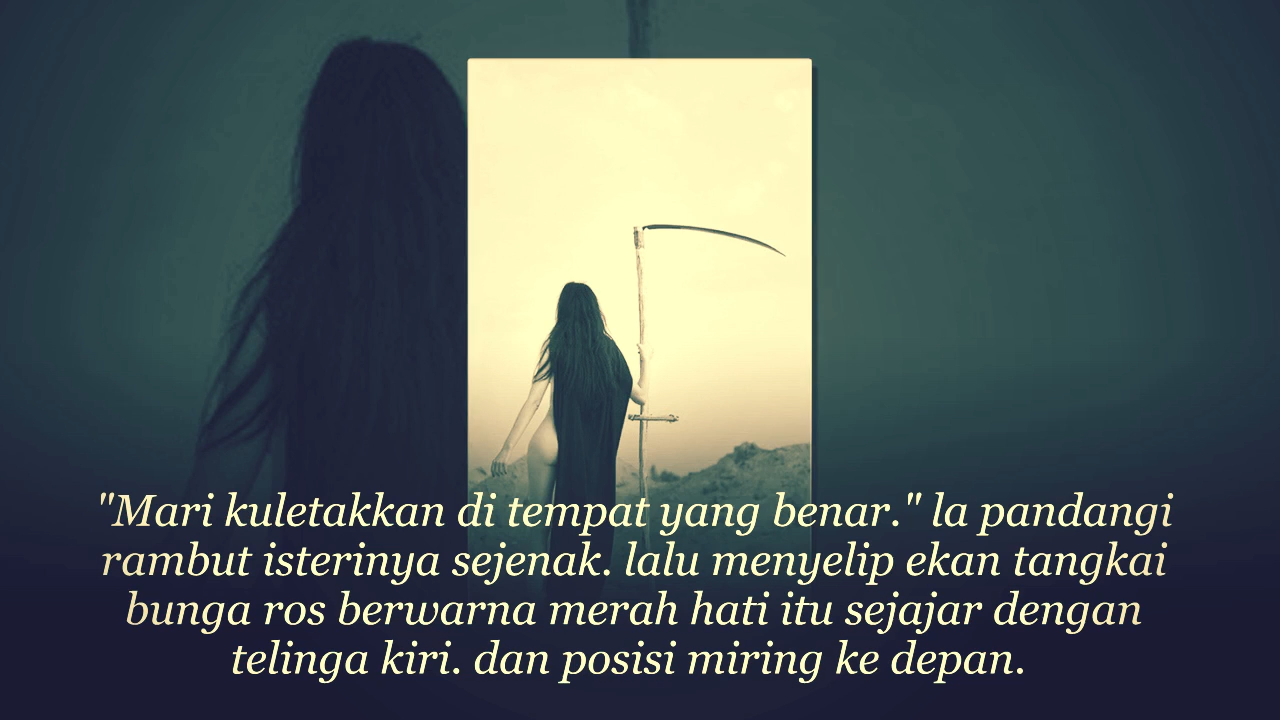 "Mari kuletakkan di tempat yang benar." la pandangi
rambut isterinya sejenak. lalu menyelip ekan tangkai
bunga ros berwarna merah hati itu sejajar dengan
telinga kiri. dan posisi miring ke depan.